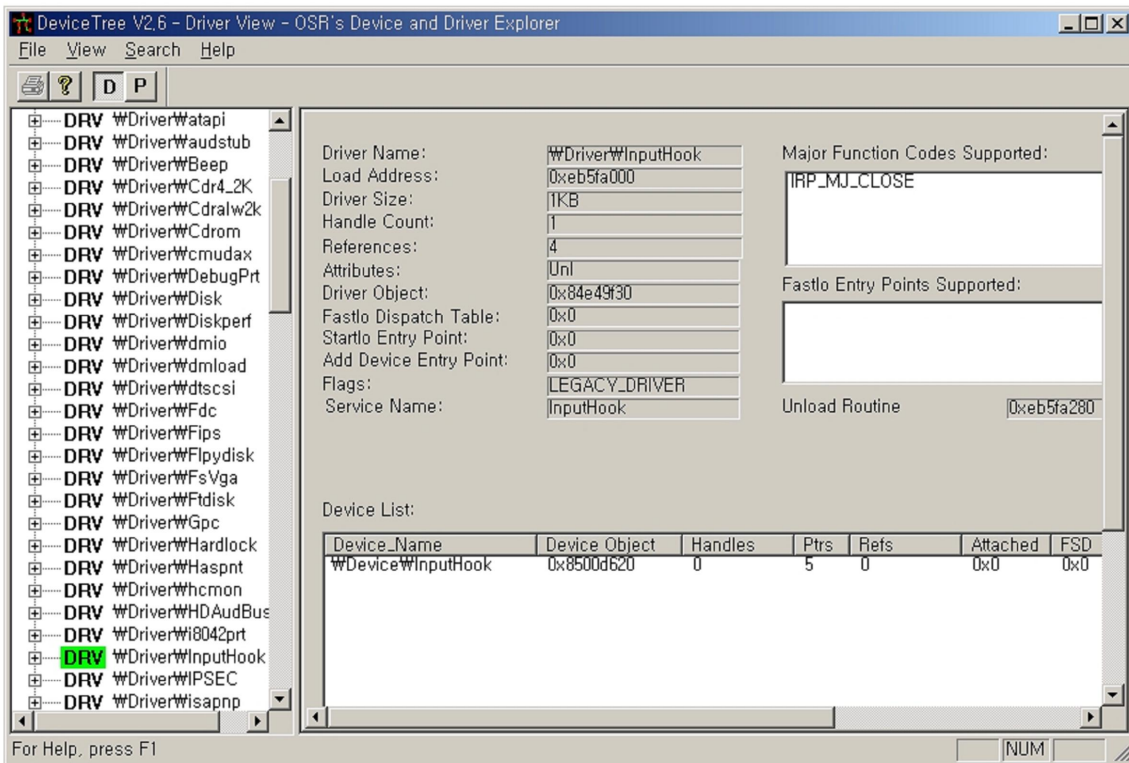 DeviceTree V2,6 - Driver View - OSR's Device and Driver Explorer
File View Search Help
D P
DRV ₩Driver₩atapi
DRV ₩Driver₩audstub
DRV ₩Driver₩Beep
DRV ₩Driver₩Cdr4_2K
DRV ₩Driver₩Cdralw2k
DRV ₩Driver₩Cdrom
DRV ₩Driver₩cmudax
DRV ₩Driver₩DebugPrt
DRV ₩Driver₩Disk
DRV ₩Driver₩Diskperf
DRV ₩Driver₩dmio
DRV ₩Driver₩dmload
DRV ₩Driver₩dtscsi
DRV ₩Driver₩Fdc
DRV ₩Driver₩Fips
DRV ₩Driver₩Flpydisk
DRV ₩Driver₩FsVga
DRV ₩Driver₩Ftdisk
DRV ₩Driver₩Gpc
DRV ₩Driver₩Hardlock
DRV ₩Driver₩Haspnt
DRV ₩Driver₩hcmon
DRV ₩Driver₩HDAudBus
DRV ₩Driver₩i8042prt
DRV ₩Driver₩InputHook
DRV ₩Driver₩IPSEC
DRV ₩Driver₩isapnp
Driver Name: ₩Driver₩InputHook
Load Address: 0xeb5fa000
Driver Size: 1KB
Handle Count: 1
References: 4
Attributes: Unl
Driver Object: 0x84e49f30
FastIo Dispatch Table: 0x0
StartIo Entry Point: 0x0
Add Device Entry Point: 0x0
Flags: LEGACY_DRIVER
Service Name: InputHook
Major Function Codes Supported:
IRP_MJ_CLOSE
FastIo Entry Points Supported:
Unload Routine 0xeb5fa280
Device List:
Device_Name Device Object Handles Ptrs Refs Attached FSD
₩Device₩InputHook 0x8500d620 0 5 0 0x0 0x0
For Help, press F1
NUM